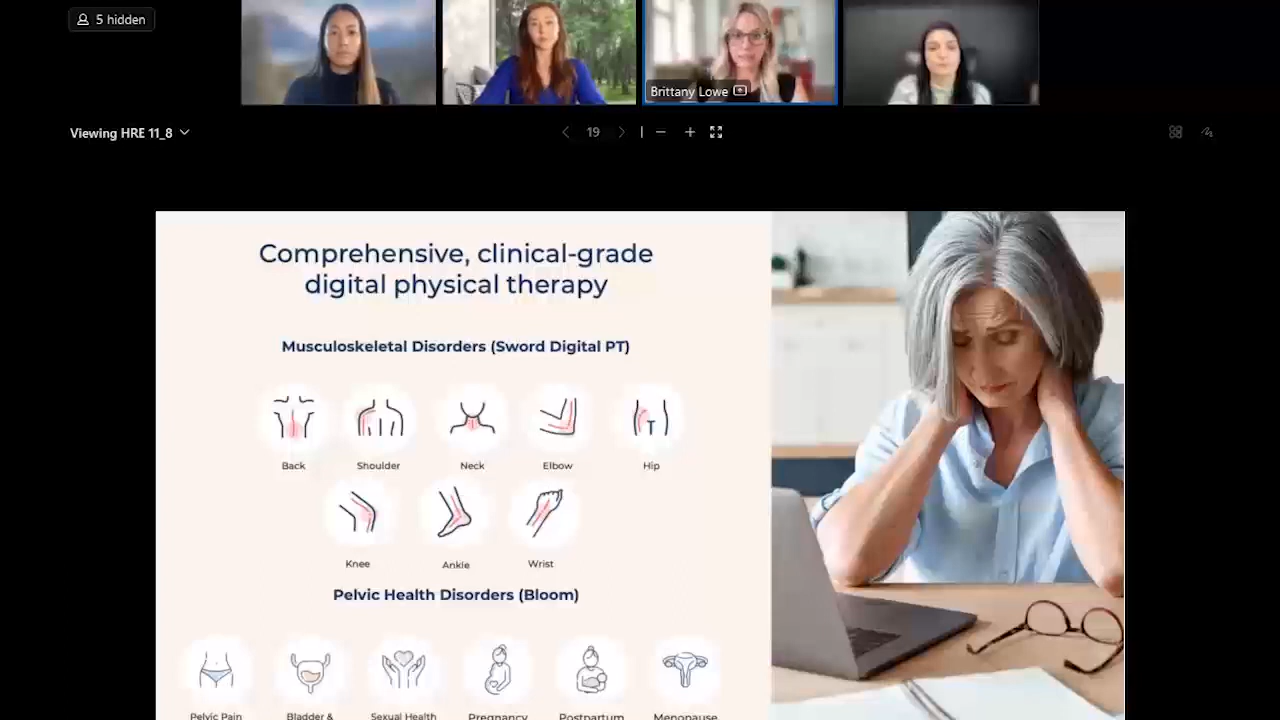 5 hidden
Brittany Lowe
Viewing HRE 11_8
19
Comprehensive, clinical-grade
digital physical therapy
Musculoskeletal Disorders (Sword Digital PT)
Back Shoulder Neck Elbow Hip
Knee Ankle Wrist
Pelvic Health Disorders (Bloom)
Pelvic Pain Bladder & Sexual Health Pregnancy Postpartum Menopause